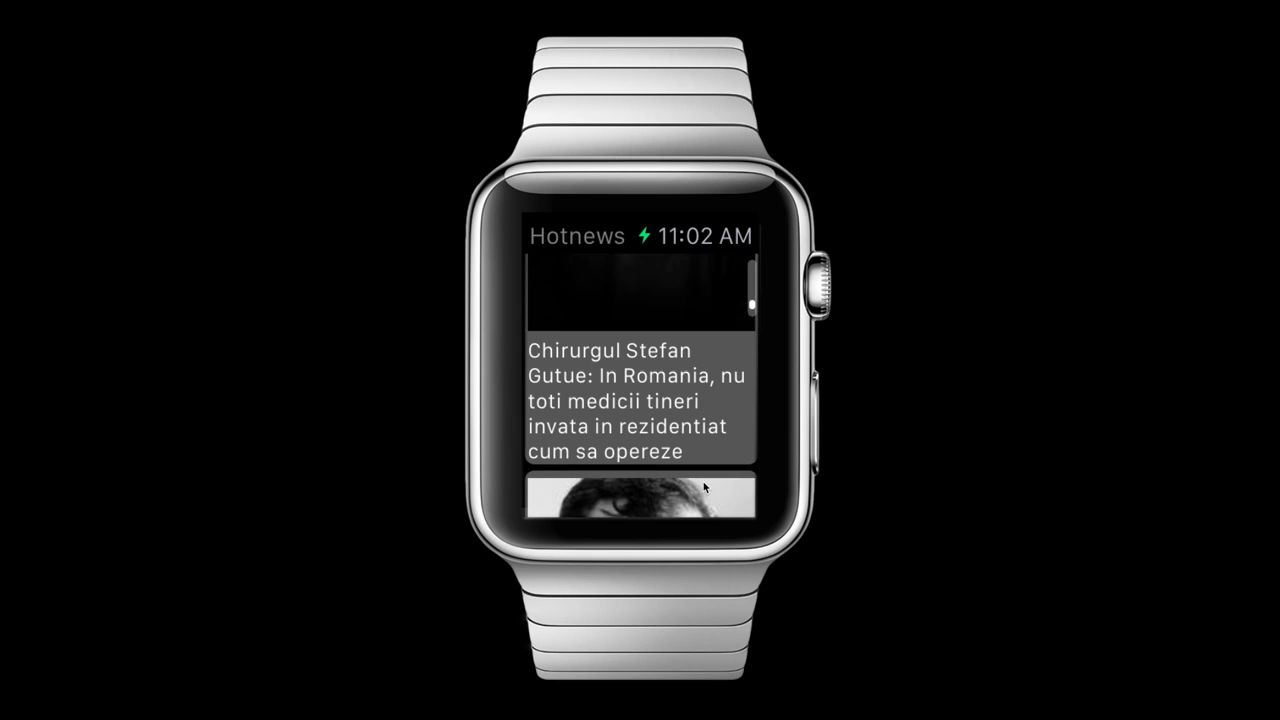 Hotnews 11:02 AM
Chirurgul Stefan
Gutue: In Romania, nu
toti medicii tineri
invata in rezidentiat
cum sa opereze